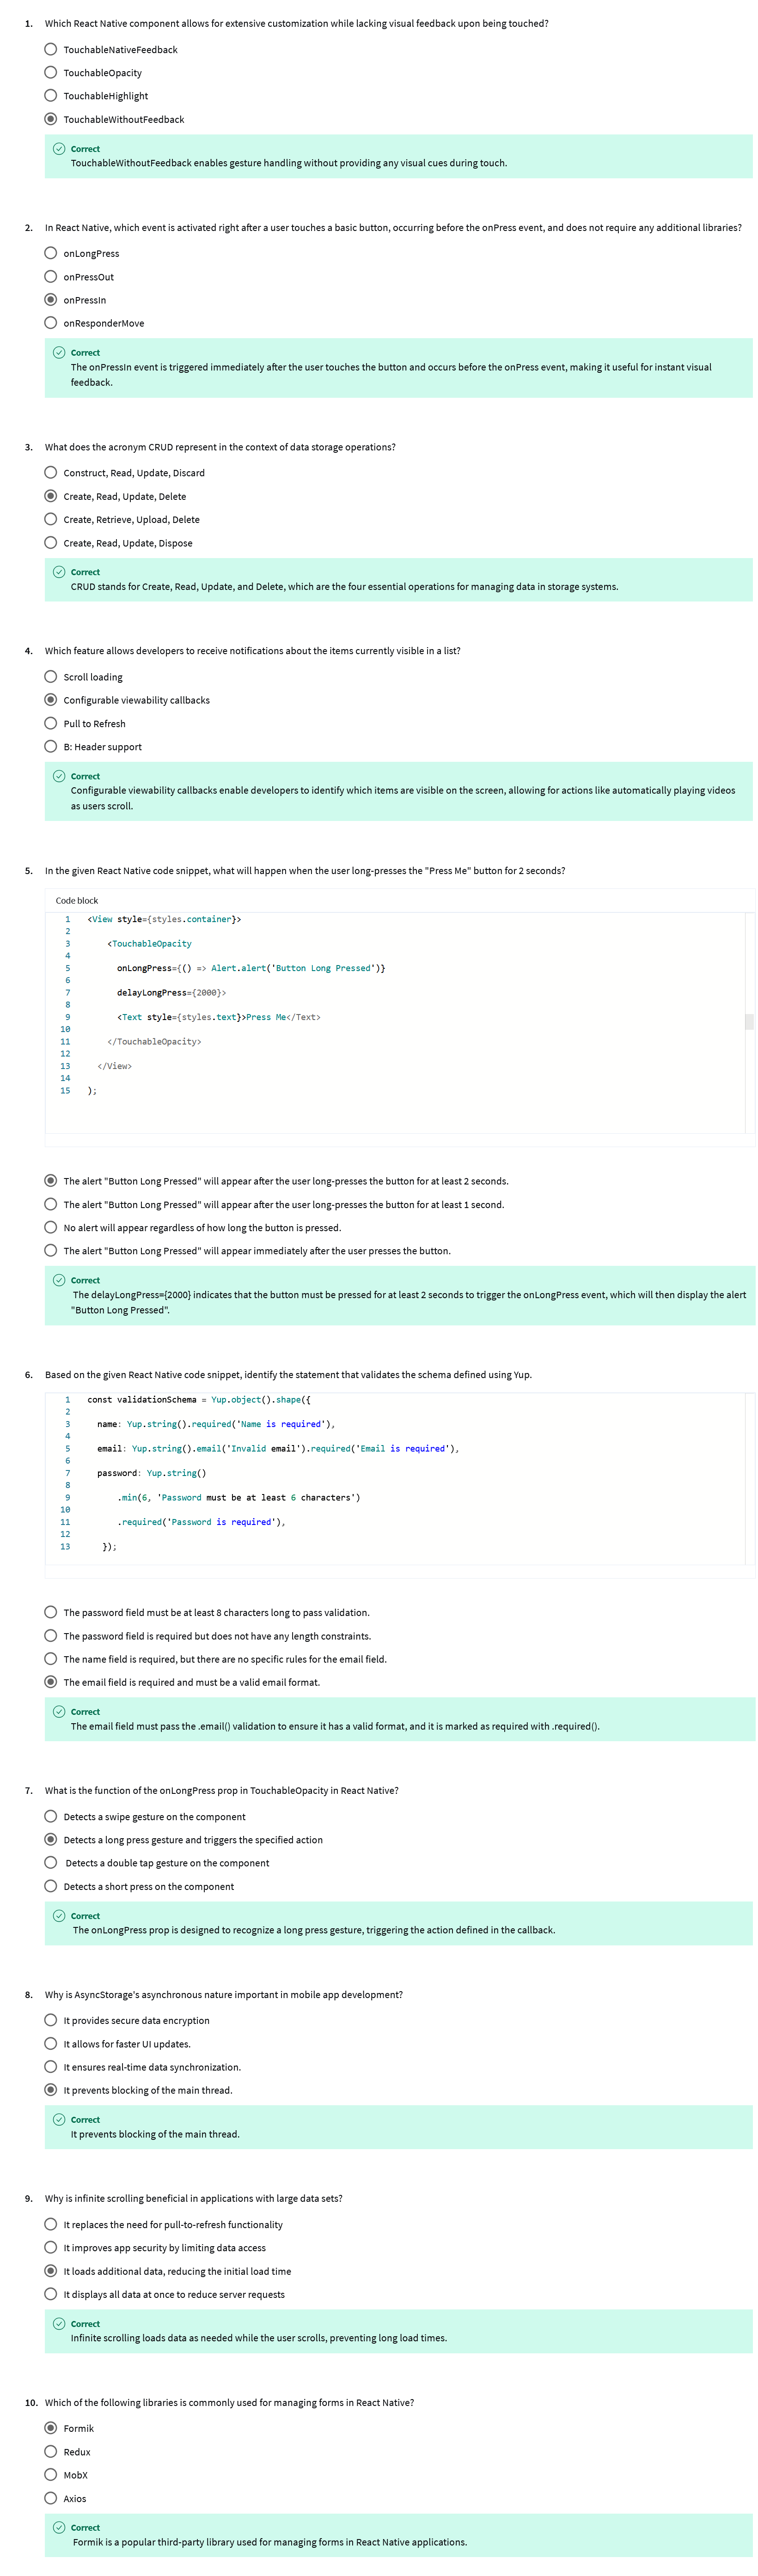 1. Which React Native component allows for extensive customization while lacking visual feedback upon being touched?
TouchableNativeFeedback
TouchableOpacity
TouchableHighlight
TouchableWithoutFeedback
Correct
TouchableWithoutFeedback enables gesture handling without providing any visual cues during touch.
2. In React Native, which event is activated right after a user touches a basic button, occurring before the onPress event, and does not require any additional libraries?
onLongPress
onPressOut
onPressIn
onResponderMove
Correct
The onPressIn event is triggered immediately after the user touches the button and occurs before the onPress event, making it useful for instant visual
feedback.
3. What does the acronym CRUD represent in the context of data storage operations?
Construct, Read, Update, Discard
Create, Read, Update, Delete
Create, Retrieve, Upload, Delete
Create, Read, Update, Dispose
Correct
CRUD stands for Create, Read, Update, and Delete, which are the four essential operations for managing data in storage systems.
4. Which feature allows developers to receive notifications about the items currently visible in a list?
Scroll loading
Configurable viewability callbacks
Pull to Refresh
B: Header support
Correct
Configurable viewability callbacks enable developers to identify which items are visible on the screen, allowing for actions like automatically playing videos
as users scroll.
5. In the given React Native code snippet, what will happen when the user long-presses the "Press Me" button for 2 seconds?
Code block
1 <View style={styles.container}>
2
3 <TouchableOpacity
4
5 onLongPress={() => Alert.alert('Button Long Pressed')}
6
7 delayLongPress={2000}>
8
9 <Text style={styles.text}>Press Me</Text>
10
11 </TouchableOpacity>
12
13 </View>
14
15 );
The alert "Button Long Pressed" will appear after the user long-presses the button for at least 2 seconds.
The alert "Button Long Pressed" will appear after the user long-presses the button for at least 1 second.
No alert will appear regardless of how long the button is pressed.
The alert "Button Long Pressed" will appear immediately after the user presses the button.
Correct
The delayLongPress={2000} indicates that the button must be pressed for at least 2 seconds to trigger the onLongPress event, which will then display the alert
"Button Long Pressed".
6. Based on the given React Native code snippet, identify the statement that validates the schema defined using Yup.
1 const validationSchema = Yup.object().shape({
2
3 name: Yup.string().required('Name is required'),
4
5 email: Yup.string().email('Invalid email').required('Email is required'),
6
7 password: Yup.string()
8
9 .min(6, 'Password must be at least 6 characters')
10
11 .required('Password is required'),
12
13 });
The password field must be at least 8 characters long to pass validation.
The password field is required but does not have any length constraints.
The name field is required, but there are no specific rules for the email field.
The email field is required and must be a valid email format.
Correct
The email field must pass the .email() validation to ensure it has a valid format, and it is marked as required with .required().
7. What is the function of the onLongPress prop in TouchableOpacity in React Native?
Detects a swipe gesture on the component
Detects a long press gesture and triggers the specified action
Detects a double tap gesture on the component
Detects a short press on the component
Correct
The onLongPress prop is designed to recognize a long press gesture, triggering the action defined in the callback.
8. Why is AsyncStorage's asynchronous nature important in mobile app development?
It provides secure data encryption
It allows for faster UI updates.
It ensures real-time data synchronization.
It prevents blocking of the main thread.
Correct
It prevents blocking of the main thread.
9. Why is infinite scrolling beneficial in applications with large data sets?
It replaces the need for pull-to-refresh functionality
It improves app security by limiting data access
It loads additional data, reducing the initial load time
It displays all data at once to reduce server requests
Correct
Infinite scrolling loads data as needed while the user scrolls, preventing long load times.
10. Which of the following libraries is commonly used for managing forms in React Native?
Formik
Redux
MobX
Axios
Correct
Formik is a popular third-party library used for managing forms in React Native applications.